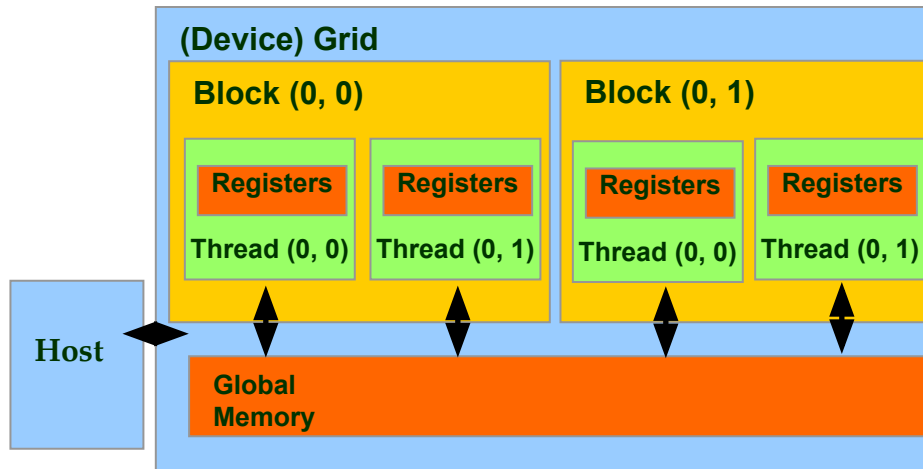 (Device) Grid
Block (0, 0)
Block (0, 1)
Registers
Registers
Registers
Registers
Thread (0, 0)
Thread (0, 1)
Thread (0, 0)
Thread (0, 1)
Host
Global
Memory